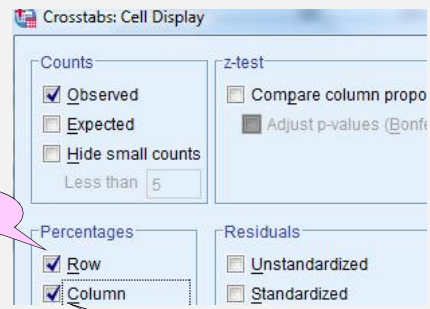 Crosstabs: Cell Display
Counts
Observed
Expected
Hide small counts
Less than 5
z-test
Compare column propo
Adjust p-values (Bonfe
Percentages
Row
Column
Residuals
Unstandardized
Standardized